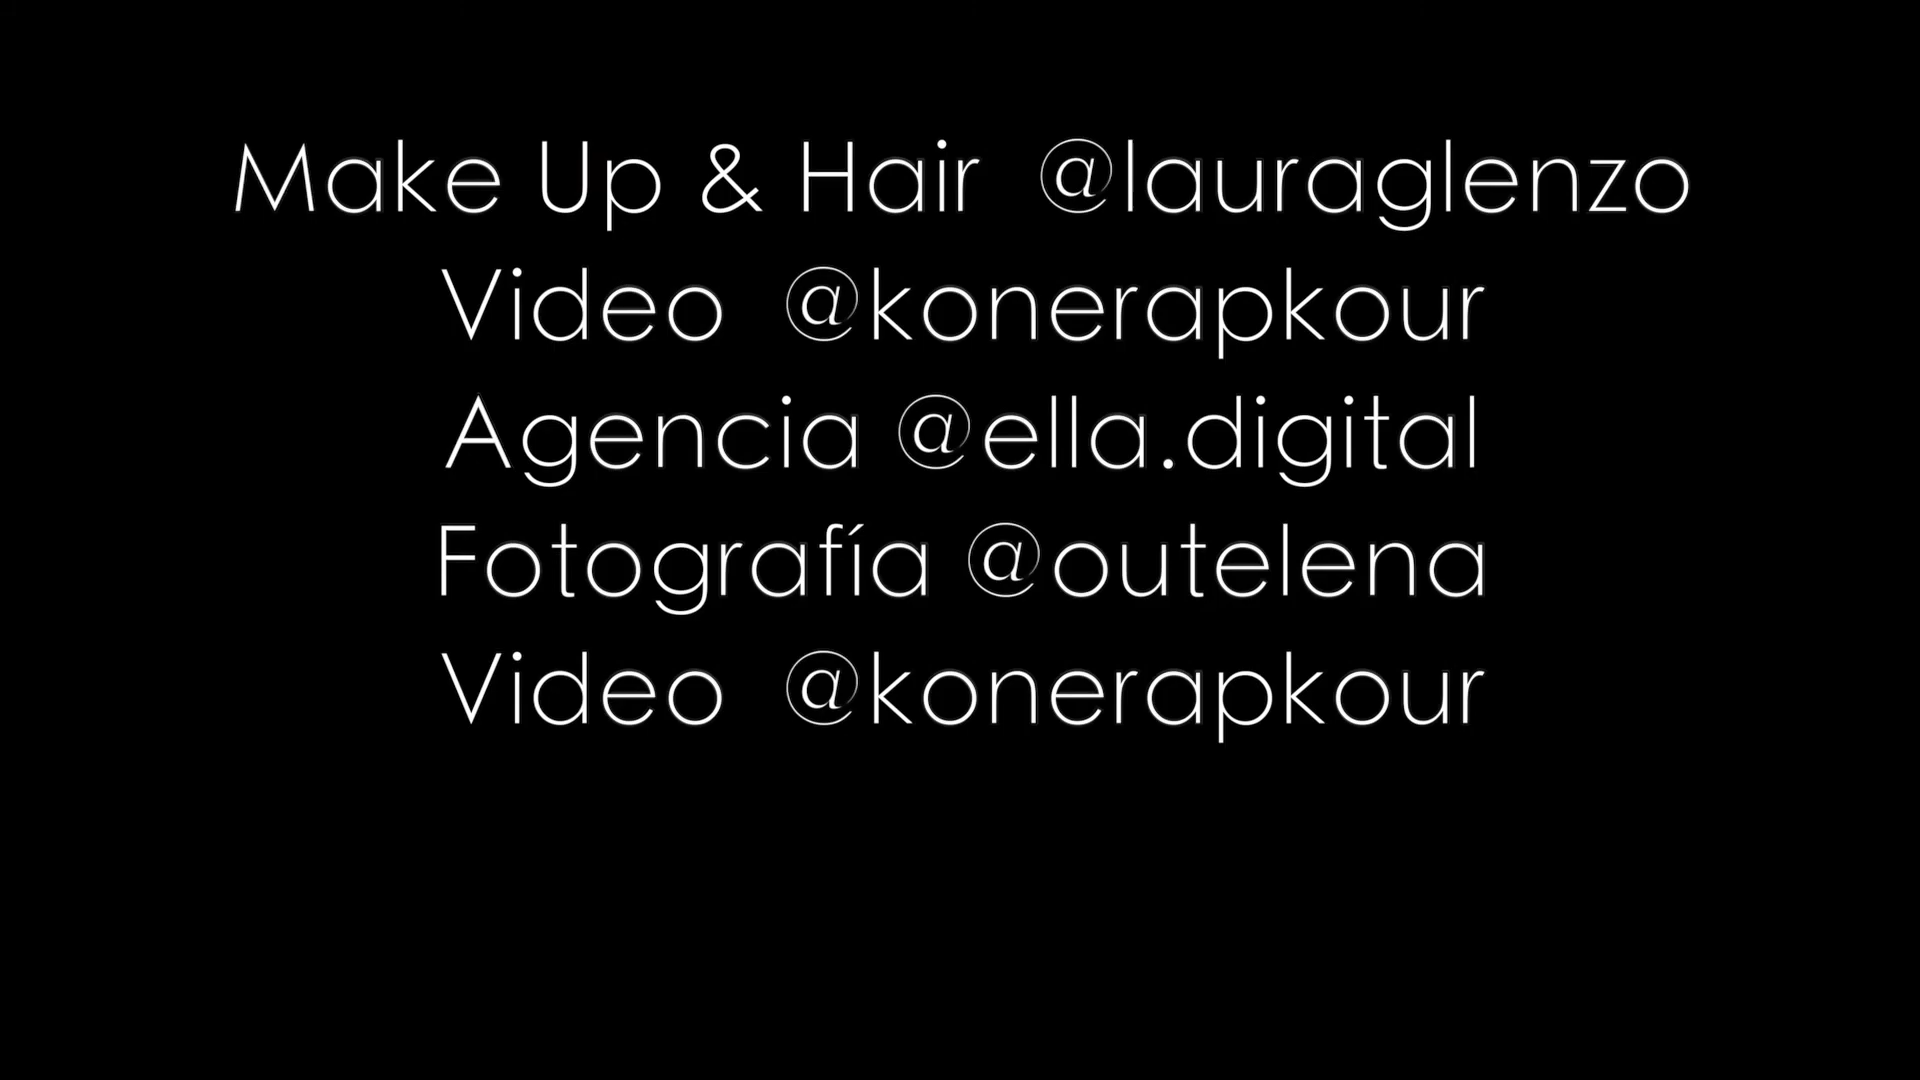 Make Up & Hair @lauraglenzo
Video @konerapkour
Agencia @ella.digital
Fotografía @outelena
Video @konerapkour